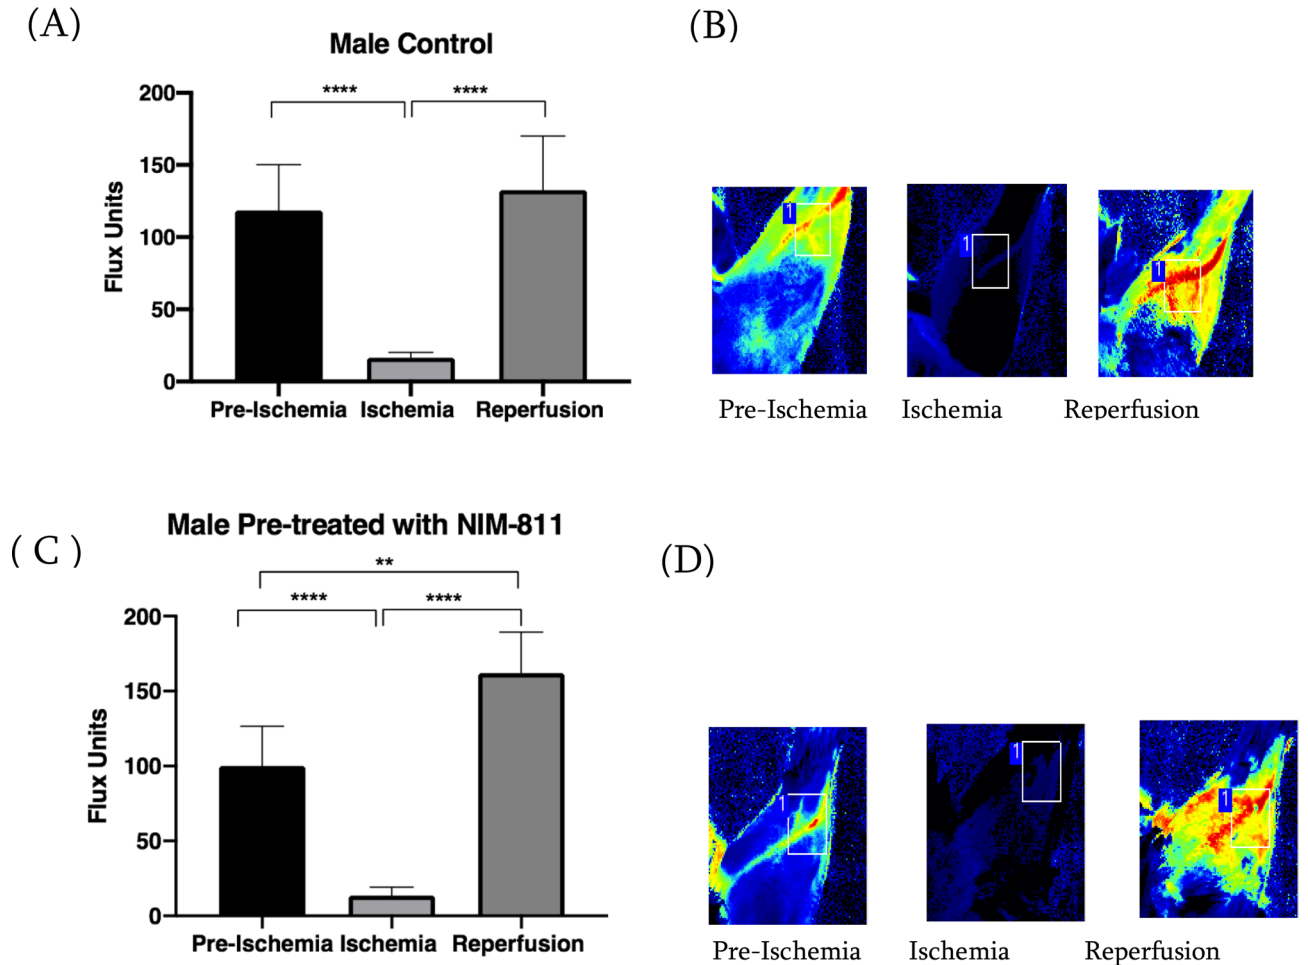 (A)
Male Control
**** ****
200
150
100
50
0
Flux Units
Pre-Ischemia Ischemia Reperfusion
(B)
1 1 1
Pre-Ischemia Ischemia Reperfusion
( C )
Male Pre-treated with NIM-811
**
**** ****
200
150
100
50
0
Flux Units
Pre-Ischemia Ischemia Reperfusion
(D)
1 1 1
Pre-Ischemia Ischemia Reperfusion